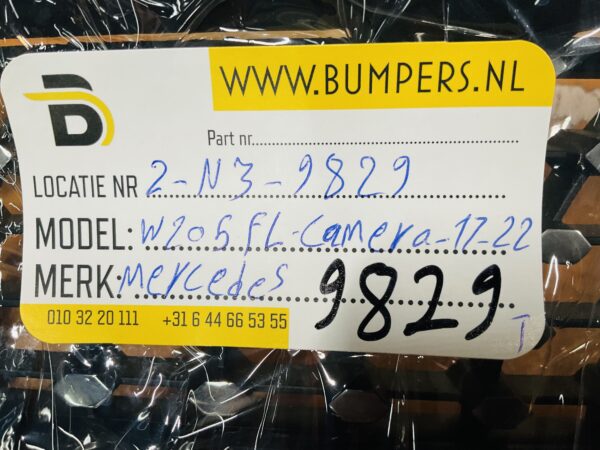 WWW.BUMPERS.NL
B
Part nr
LOCATIE NR 2-N3-9829
MODEL: W205 FL-Camera-17-22
MERK: Mercedes 9829
010 32 20 111 +31 6 44 66 53 55 T